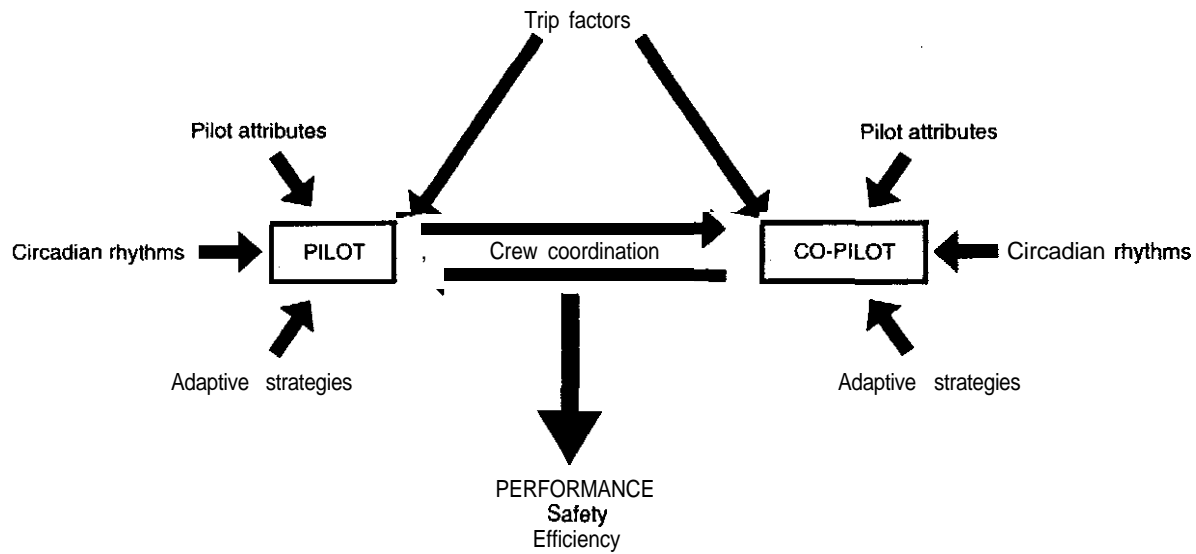 Trip factors
Pilot attributes
Pilot attributes
Circadian rhythms
PILOT
Crew coordination
CO-PILOT
Circadian rhythms
Adaptive strategies
Adaptive strategies
PERFORMANCE
Safety
Efficiency